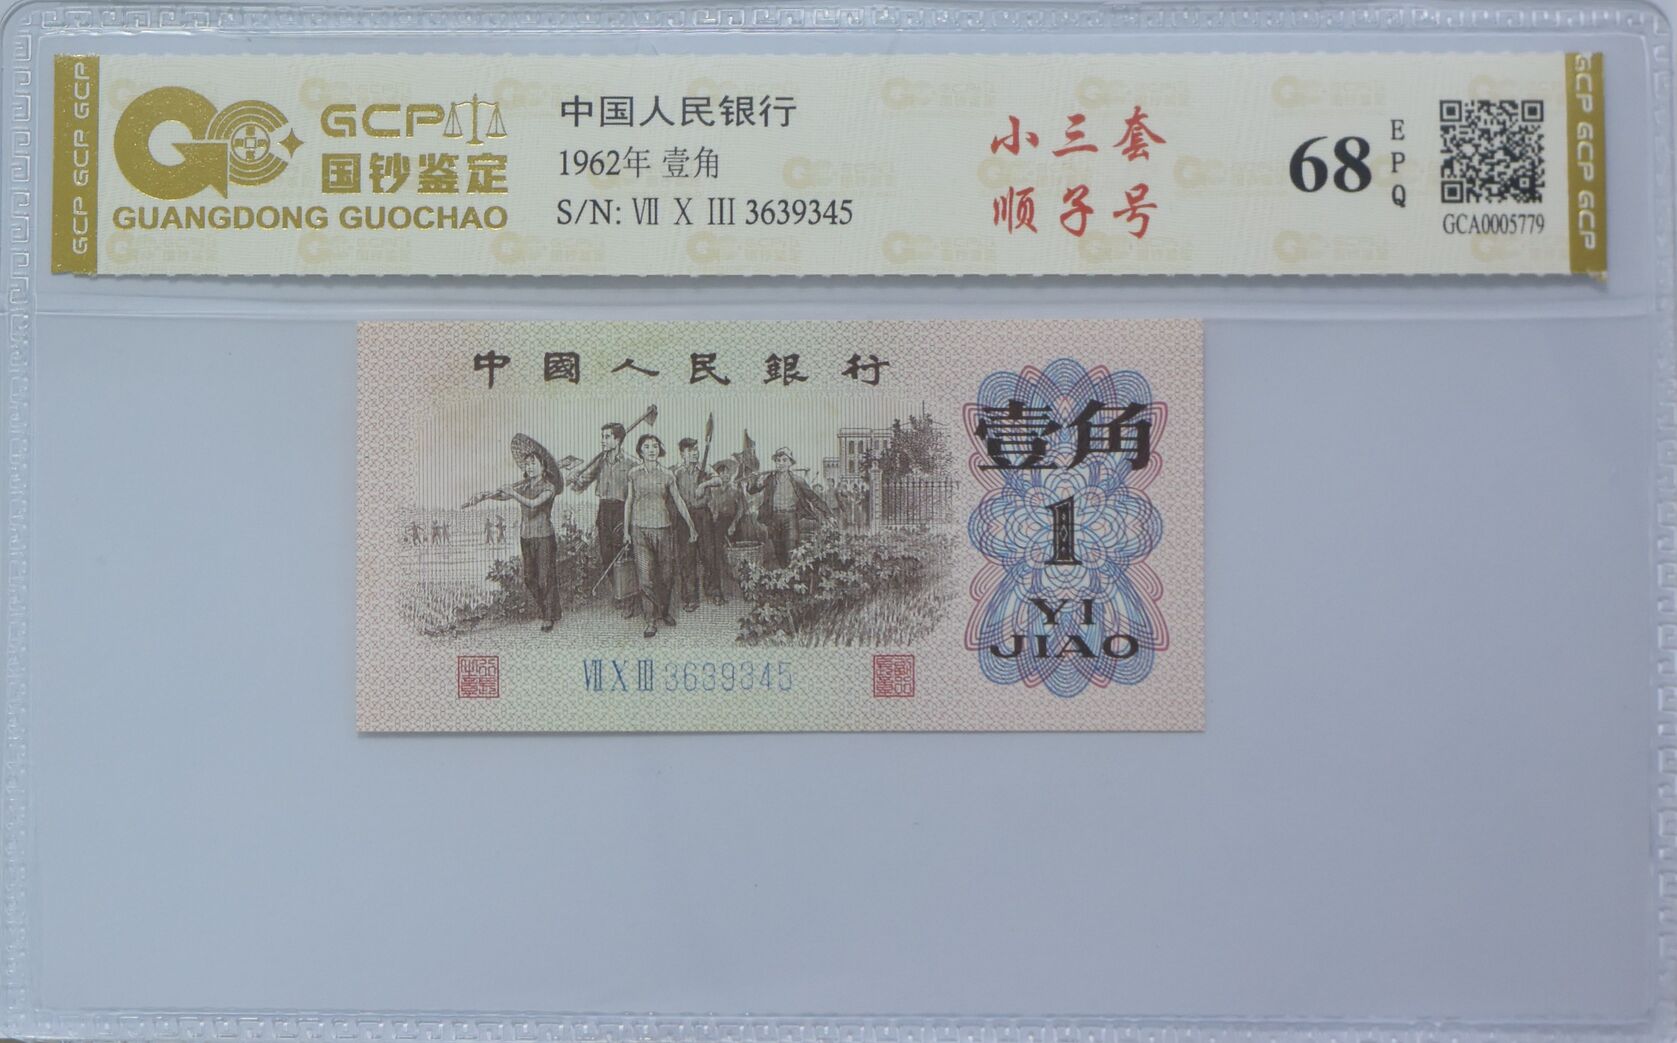 GCP
国钞鉴定
GUANGDONG GUOCHAO
中国人民银行
1962年 壹角
S/N: Ⅶ Ⅹ Ⅲ 3639345
小三套
顺子号
68
EPQ
GCA0005779
GCP GCP GCP
GCP GCP GCP
中國人民銀行
壹角
1
YI
JIAO
Ⅶ Ⅹ Ⅲ 3639345